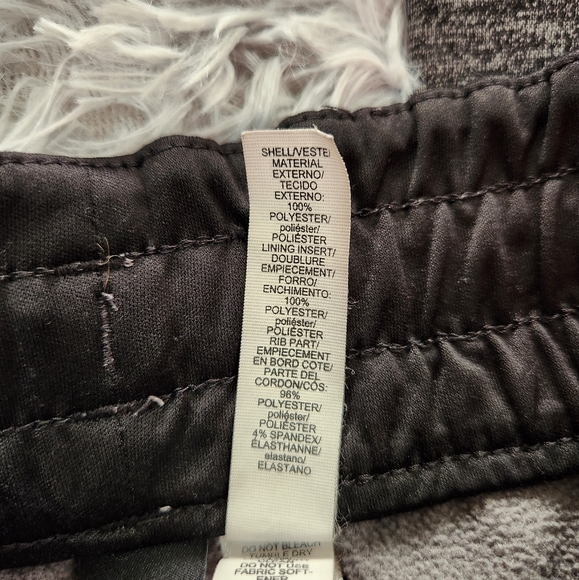 SHELL/VESTE/
MATERIAL
EXTERNO/
TECIDO
EXTERNO:
100%
POLYESTER/
poliéster/
POLIÉSTER
LINING INSERT/
DOUBLURE
EMPIECEMENT/
FORRO/
ENCHIMENTO:
100%
POLYESTER/
poliéster/
POLIÉSTER
RIB PART/
EMPIECEMENT
EN BORD COTE/
PARTE DEL
CORDON/CÓS:
96%
POLYESTER/
poliéster/
POLIÉSTER
4% SPANDEX/
ÉLASTHANNE/
elastano/
ELASTANO
DO NOT BLEACH
TUMBLE DRY
DO NOT USE
FABRIC SOFT-
ENER